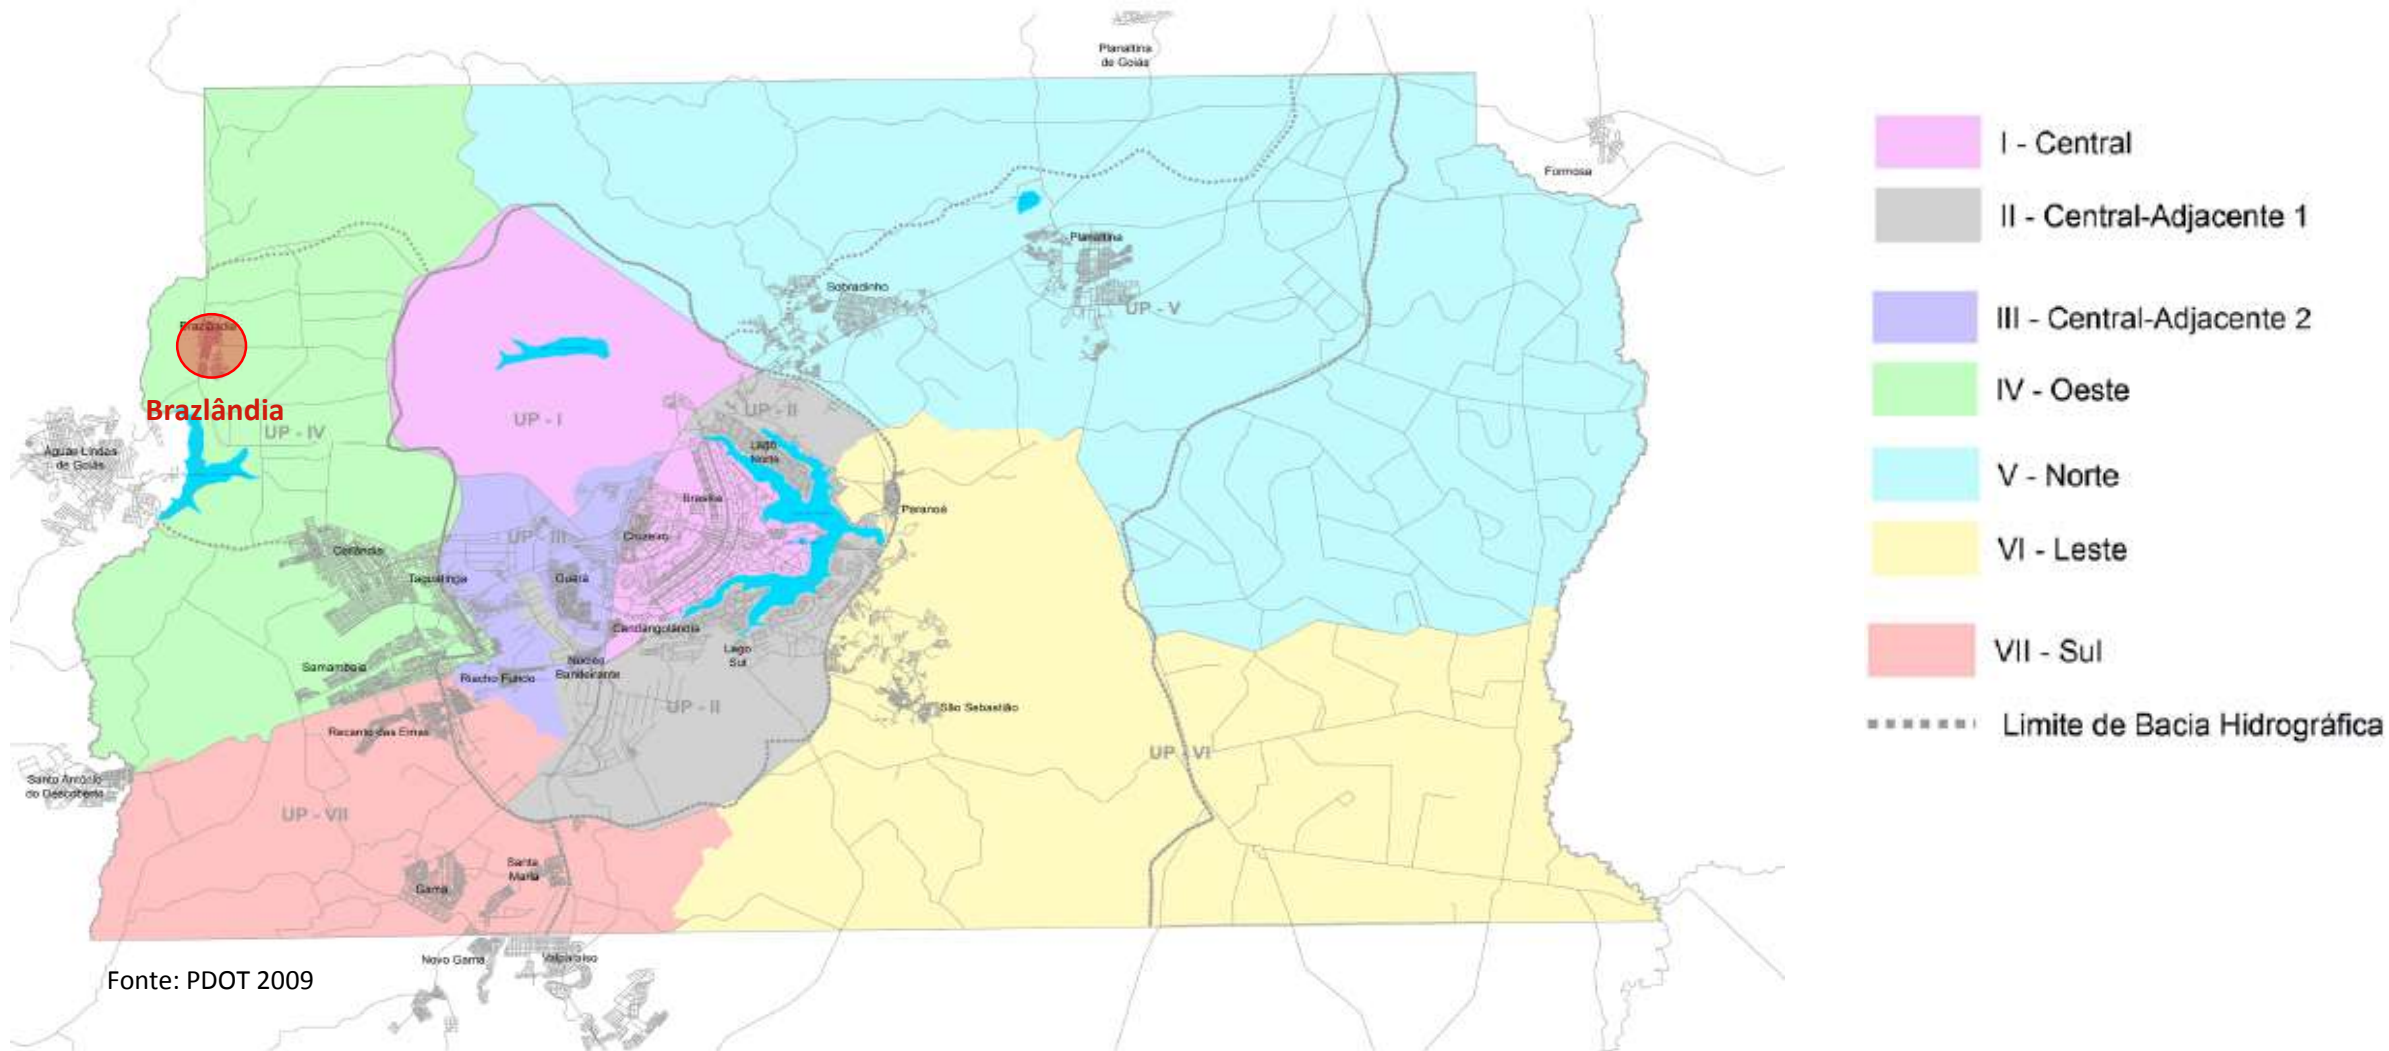 Planaltina
de Goiás
Formosa
Planaltina
Sobradinho
UP - V
Brazlândia
Brazlândia
UP - IV
UP - I
UP - II
Lago
Norte
Águas Lindas
de Goiás
Brasília
Paranoá
Cruzeiro
UP - III
Ceilândia
Taguatinga
Guará
Candangolândia
Lago
Sul
Núcleo
Bandeirante
Samambaia
Riacho Fundo
UP - II
São Sebastião
Recanto das Emas
UP - VI
Santo Antônio
do Descoberto
UP - VII
Santa
Maria
Gama
Novo Gama
Valparaiso
Fonte: PDOT 2009
I - Central
II - Central-Adjacente 1
III - Central-Adjacente 2
IV - Oeste
V - Norte
VI - Leste
VII - Sul
Limite de Bacia Hidrográfica